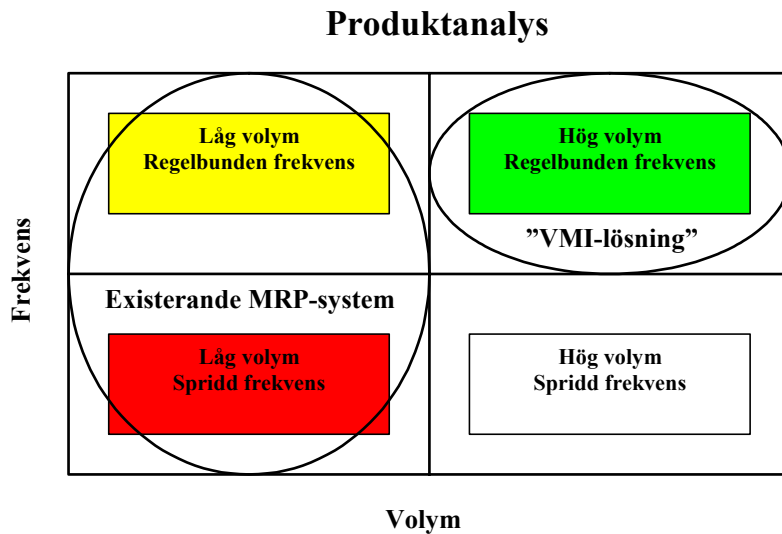 Produktanalys
Låg volym
Regelbunden frekvens
Hög volym
Regelbunden frekvens
”VMI-lösning”
Frekvens
Existerande MRP-system
Låg volym
Spridd frekvens
Hög volym
Spridd frekvens
Volym